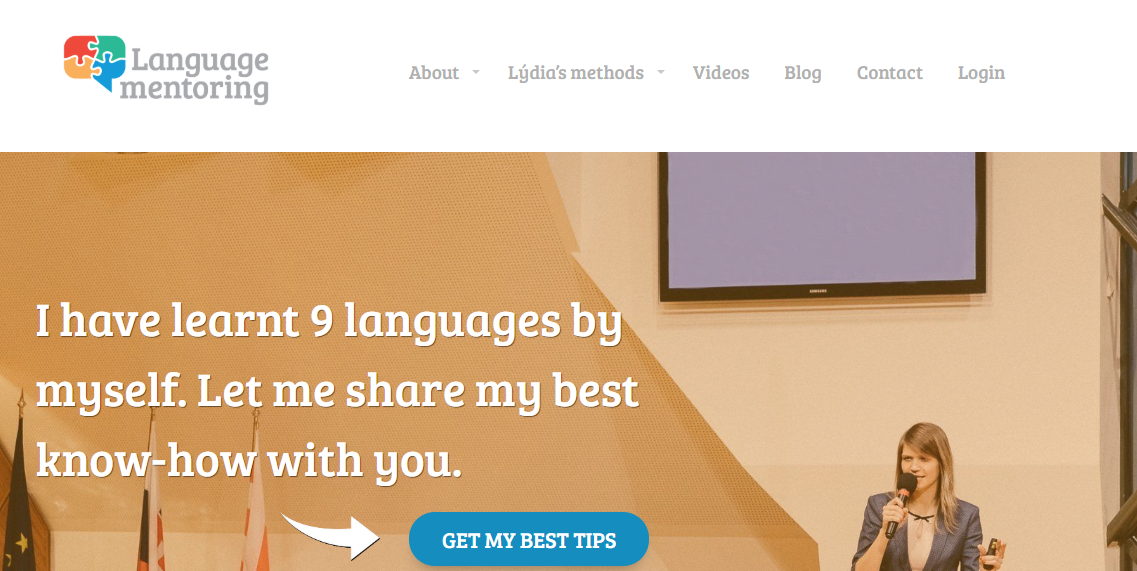 Language
mentoring
About
Lýdia's methods
Videos
Blog
Contact
Login
SAMSUNG
I have learnt 9 languages by
myself. Let me share my best
know-how with you.
GET MY BEST TIPS